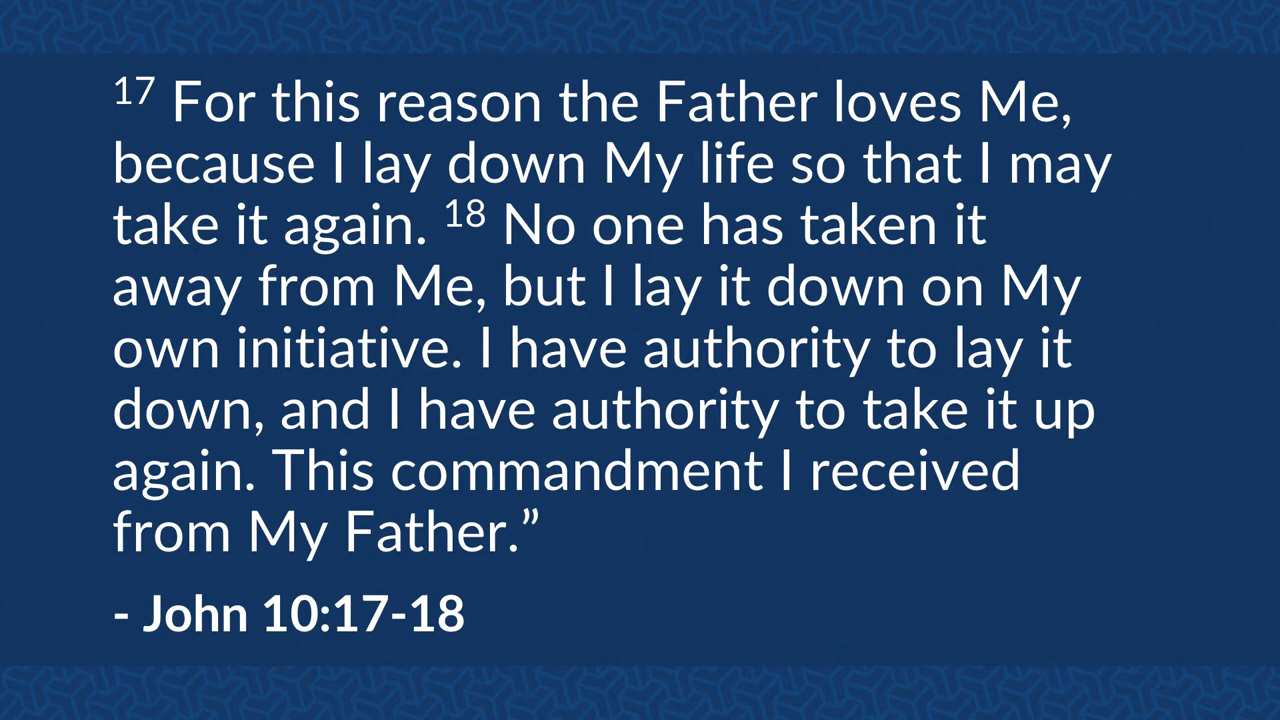 17 For this reason the Father loves Me,
because I lay down My life so that I may
take it again. 18 No one has taken it
away from Me, but I lay it down on My
own initiative. I have authority to lay it
down, and I have authority to take it up
again. This commandment I received
from My Father.”
- John 10:17-18